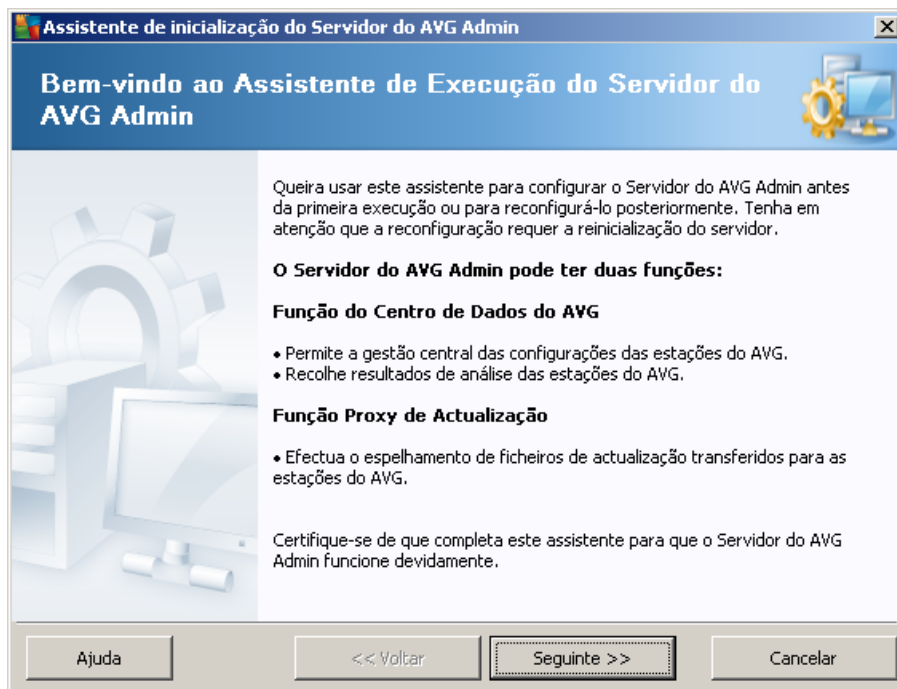 Assistente de inicialização do Servidor do AVG Admin
Bem-vindo ao Assistente de Execução do Servidor do
AVG Admin
Queira usar este assistente para configurar o Servidor do AVG Admin antes
da primeira execução ou para reconfigurá-lo posteriormente. Tenha em
atenção que a reconfiguração requer a reinicialização do servidor.
O Servidor do AVG Admin pode ter duas funções:
Função do Centro de Dados do AVG
• Permite a gestão central das configurações das estações do AVG.
• Recolhe resultados de análise das estações do AVG.
Função Proxy de Actualização
• Efectua o espelhamento de ficheiros de actualização transferidos para as
estações do AVG.
Certifique-se de que completa este assistente para que o Servidor do AVG
Admin funcione devidamente.
Ajuda
<< Voltar
Seguinte >>
Cancelar